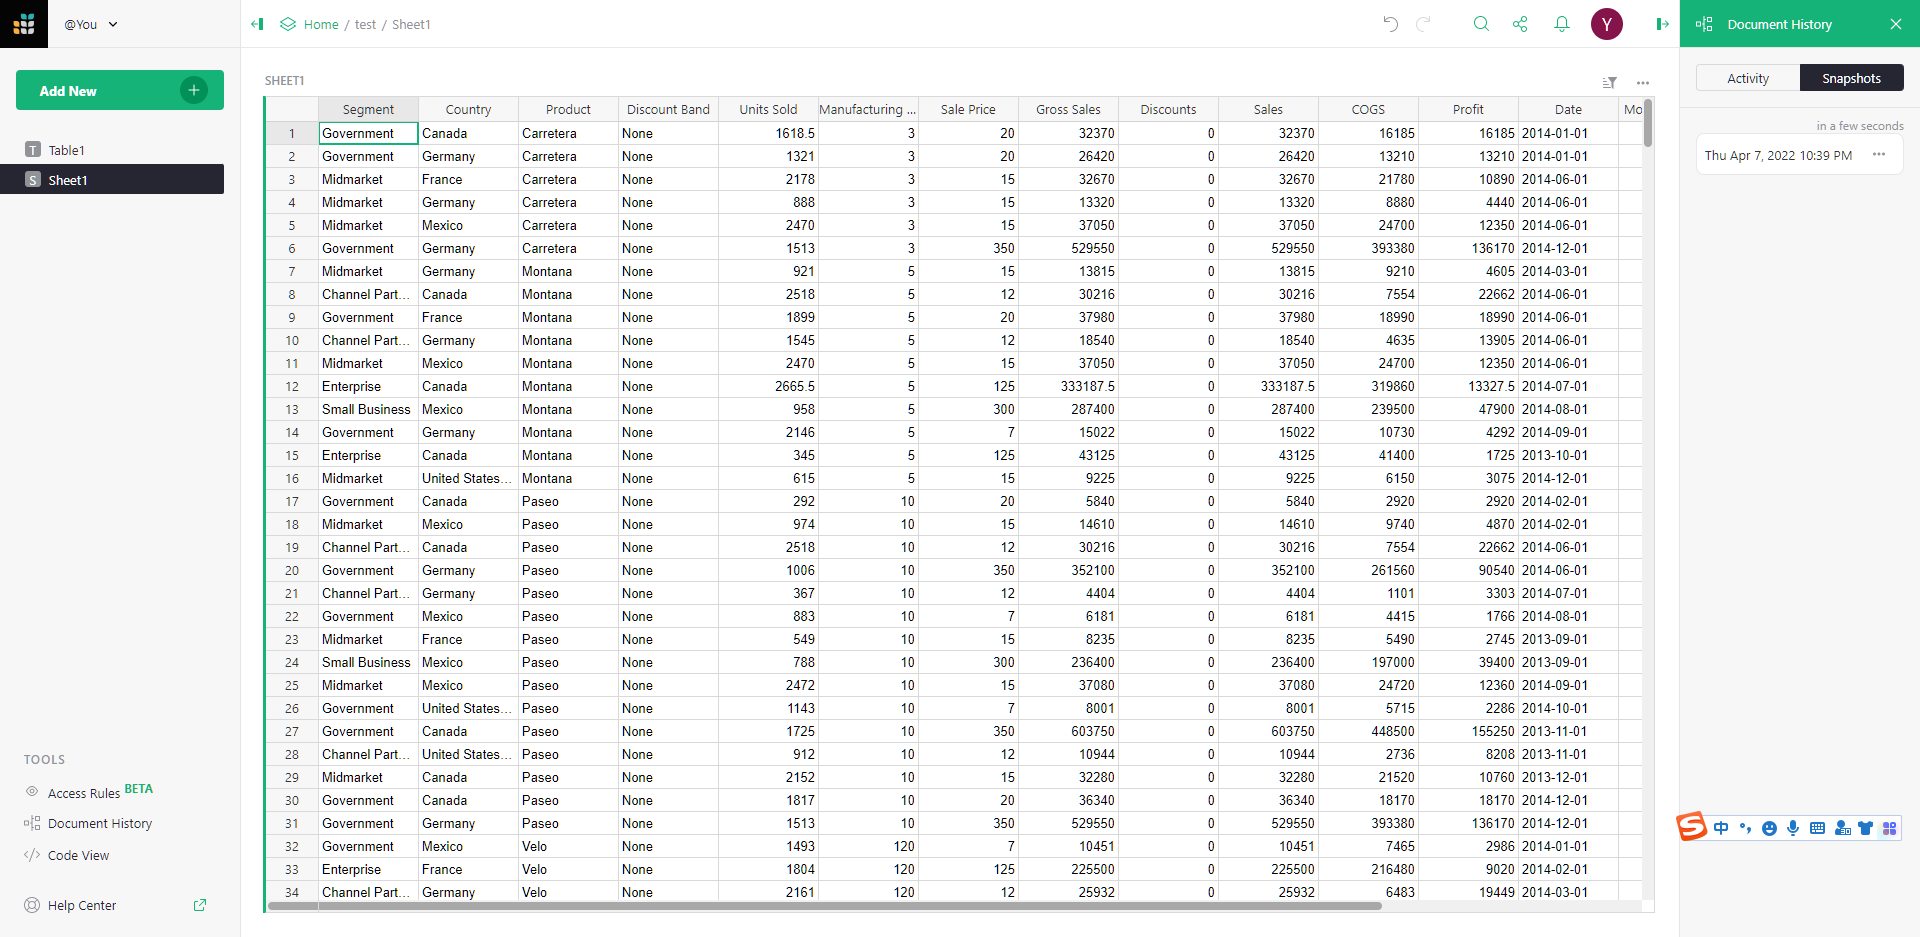 @You
Home / test / Sheet1
Y
Document History
Add New
Table1
Sheet1
TOOLS
Access Rules BETA
Document History
Code View
Help Center
SHEET1
Segment Country Product Discount Band Units Sold Manufacturing ... Sale Price Gross Sales Discounts Sales COGS Profit Date Mo
1 Government Canada Carretera None 1618.5 3 20 32370 0 32370 16185 16185 2014-01-01
2 Government Germany Carretera None 1321 3 20 26420 0 26420 13210 13210 2014-01-01
3 Midmarket France Carretera None 2178 3 15 32670 0 32670 21780 10890 2014-06-01
4 Midmarket Germany Carretera None 888 3 15 13320 0 13320 8880 4440 2014-06-01
5 Midmarket Mexico Carretera None 2470 3 15 37050 0 37050 24700 12350 2014-06-01
6 Government Germany Carretera None 1513 3 350 529550 0 529550 393380 136170 2014-12-01
7 Midmarket Germany Montana None 921 5 15 13815 0 13815 9210 4605 2014-03-01
8 Channel Part... Canada Montana None 2518 5 12 30216 0 30216 7554 22662 2014-06-01
9 Government France Montana None 1899 5 20 37980 0 37980 18990 18990 2014-06-01
10 Channel Part... Germany Montana None 1545 5 12 18540 0 18540 4635 13905 2014-06-01
11 Midmarket Mexico Montana None 2470 5 15 37050 0 37050 24700 12350 2014-06-01
12 Enterprise Canada Montana None 2665.5 5 125 333187.5 0 333187.5 319860 13327.5 2014-07-01
13 Small Business Mexico Montana None 958 5 300 287400 0 287400 239500 47900 2014-08-01
14 Government Germany Montana None 2146 5 7 15022 0 15022 10730 4292 2014-09-01
15 Enterprise Canada Montana None 345 5 125 43125 0 43125 41400 1725 2013-10-01
16 Midmarket United States... Montana None 615 5 15 9225 0 9225 6150 3075 2014-12-01
17 Government Canada Paseo None 292 10 20 5840 0 5840 2920 2920 2014-02-01
18 Midmarket Mexico Paseo None 974 10 15 14610 0 14610 9740 4870 2014-02-01
19 Channel Part... Canada Paseo None 2518 10 12 30216 0 30216 7554 22662 2014-06-01
20 Government Germany Paseo None 1006 10 350 352100 0 352100 261560 90540 2014-06-01
21 Channel Part... Germany Paseo None 367 10 12 4404 0 4404 1101 3303 2014-07-01
22 Government Mexico Paseo None 883 10 7 6181 0 6181 4415 1766 2014-08-01
23 Midmarket France Paseo None 549 10 15 8235 0 8235 5490 2745 2013-09-01
24 Small Business Mexico Paseo None 788 10 300 236400 0 236400 197000 39400 2013-09-01
25 Midmarket Mexico Paseo None 2472 10 15 37080 0 37080 24720 12360 2014-09-01
26 Government United States... Paseo None 1143 10 7 8001 0 8001 5715 2286 2014-10-01
27 Government Canada Paseo None 1725 10 350 603750 0 603750 448500 155250 2013-11-01
28 Channel Part... United States... Paseo None 912 10 12 10944 0 10944 2736 8208 2013-11-01
29 Midmarket Canada Paseo None 2152 10 15 32280 0 32280 21520 10760 2013-12-01
30 Government Canada Paseo None 1817 10 20 36340 0 36340 18170 18170 2014-12-01
31 Government Germany Paseo None 1513 10 350 529550 0 529550 393380 136170 2014-12-01
32 Government Mexico Velo None 1493 120 7 10451 0 10451 7465 2986 2014-01-01
33 Enterprise France Velo None 1804 120 125 225500 0 225500 216480 9020 2014-02-01
34 Channel Part... Germany Velo None 2161 120 12 25932 0 25932 6483 19449 2014-03-01
Activity Snapshots
in a few seconds
Thu Apr 7, 2022 10:39 PM
中